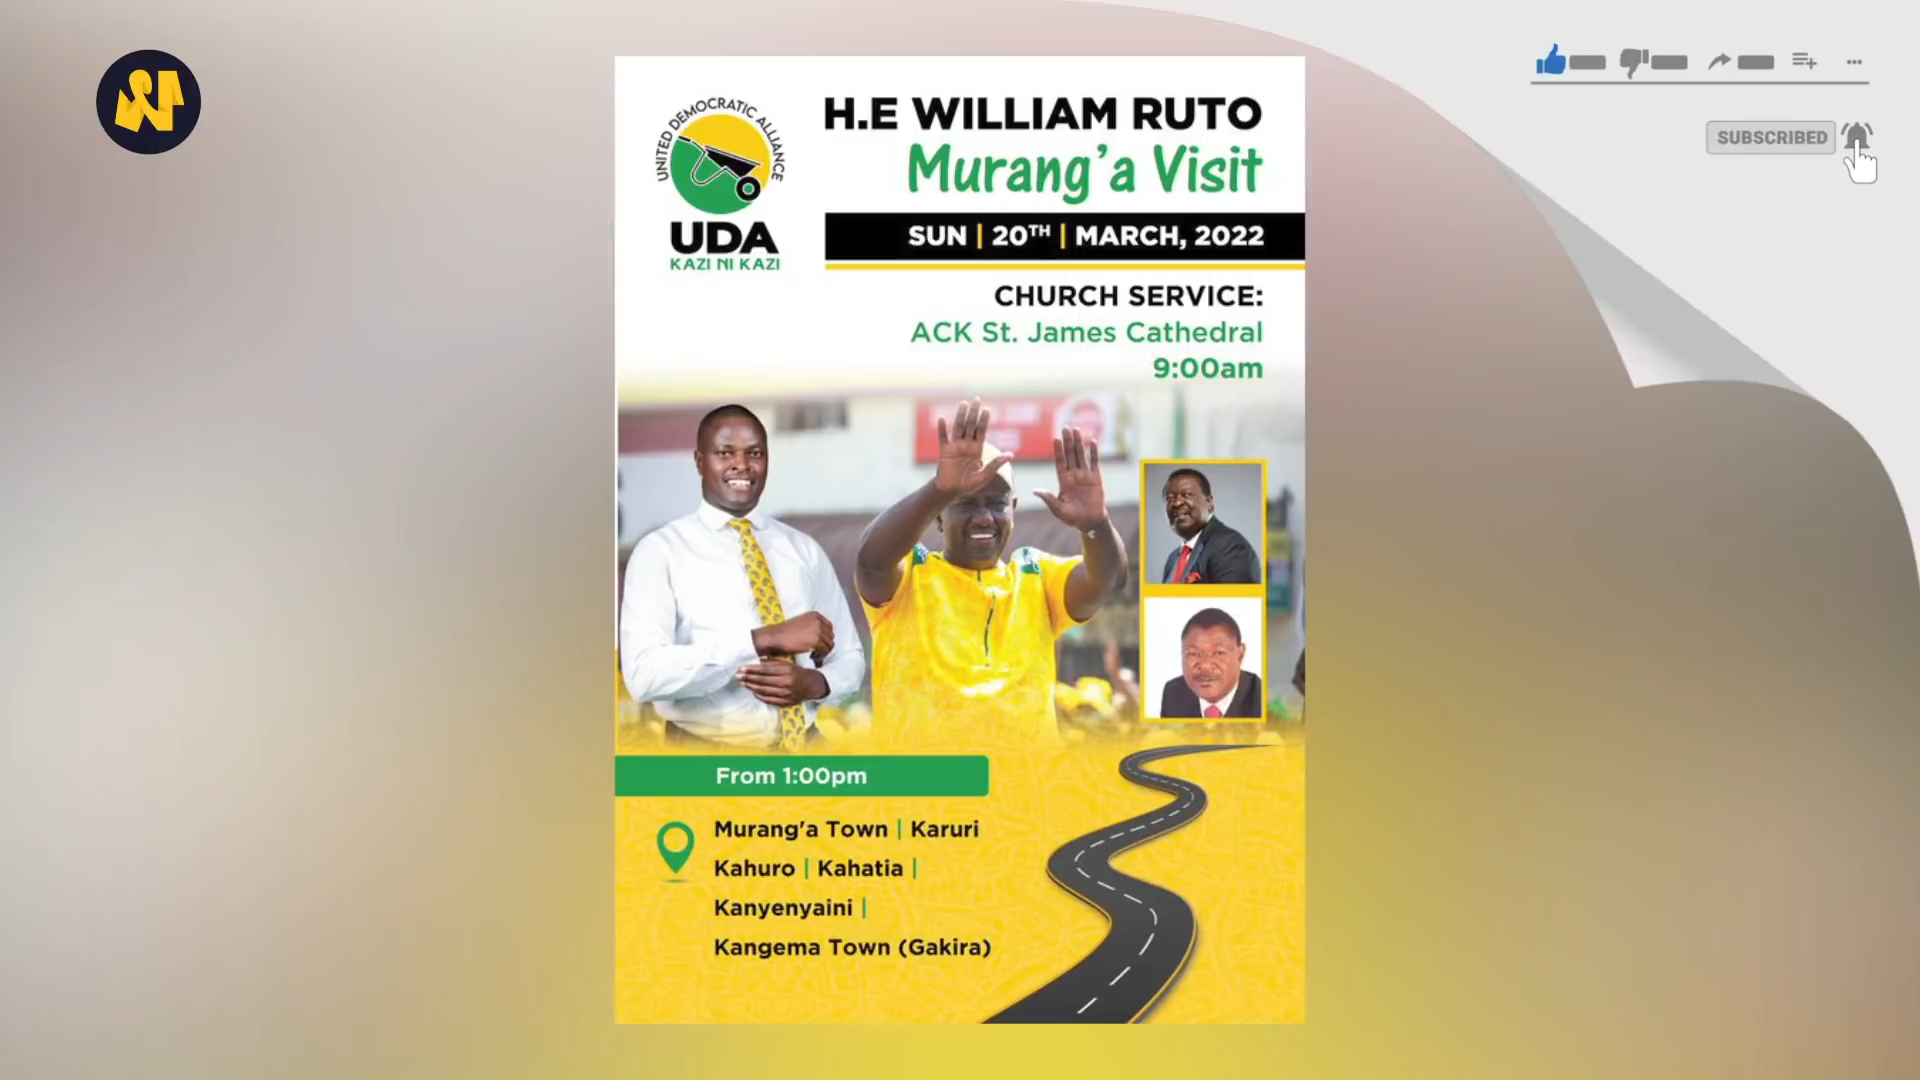 UNITED DEMOCRATIC ALLIANCE
UDA
KAZI NI KAZI
H.E WILLIAM RUTO
Murang'a Visit
SUN | 20TH | MARCH, 2022
CHURCH SERVICE:
ACK St. James Cathedral
9:00am
From 1:00pm
Murang'a Town | Karuri
Kahuro | Kahatia |
Kanyenyaini |
Kangema Town (Gakira)
SUBSCRIBED